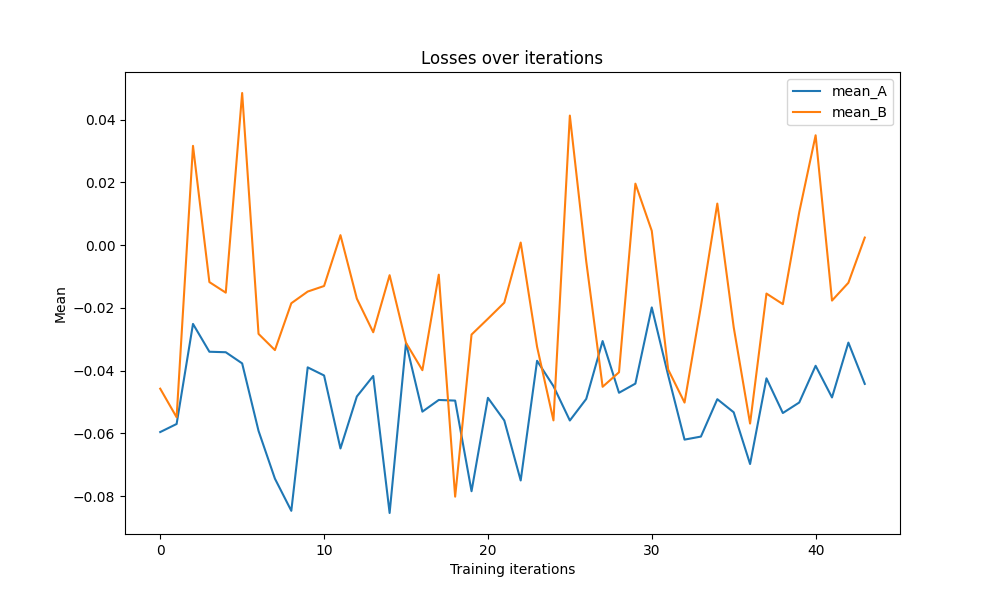 Losses over iterations
mean_A
mean_B
Mean
0.04
0.02
0.00
−0.02
−0.04
−0.06
−0.08
0
10
20
30
40
Training iterations